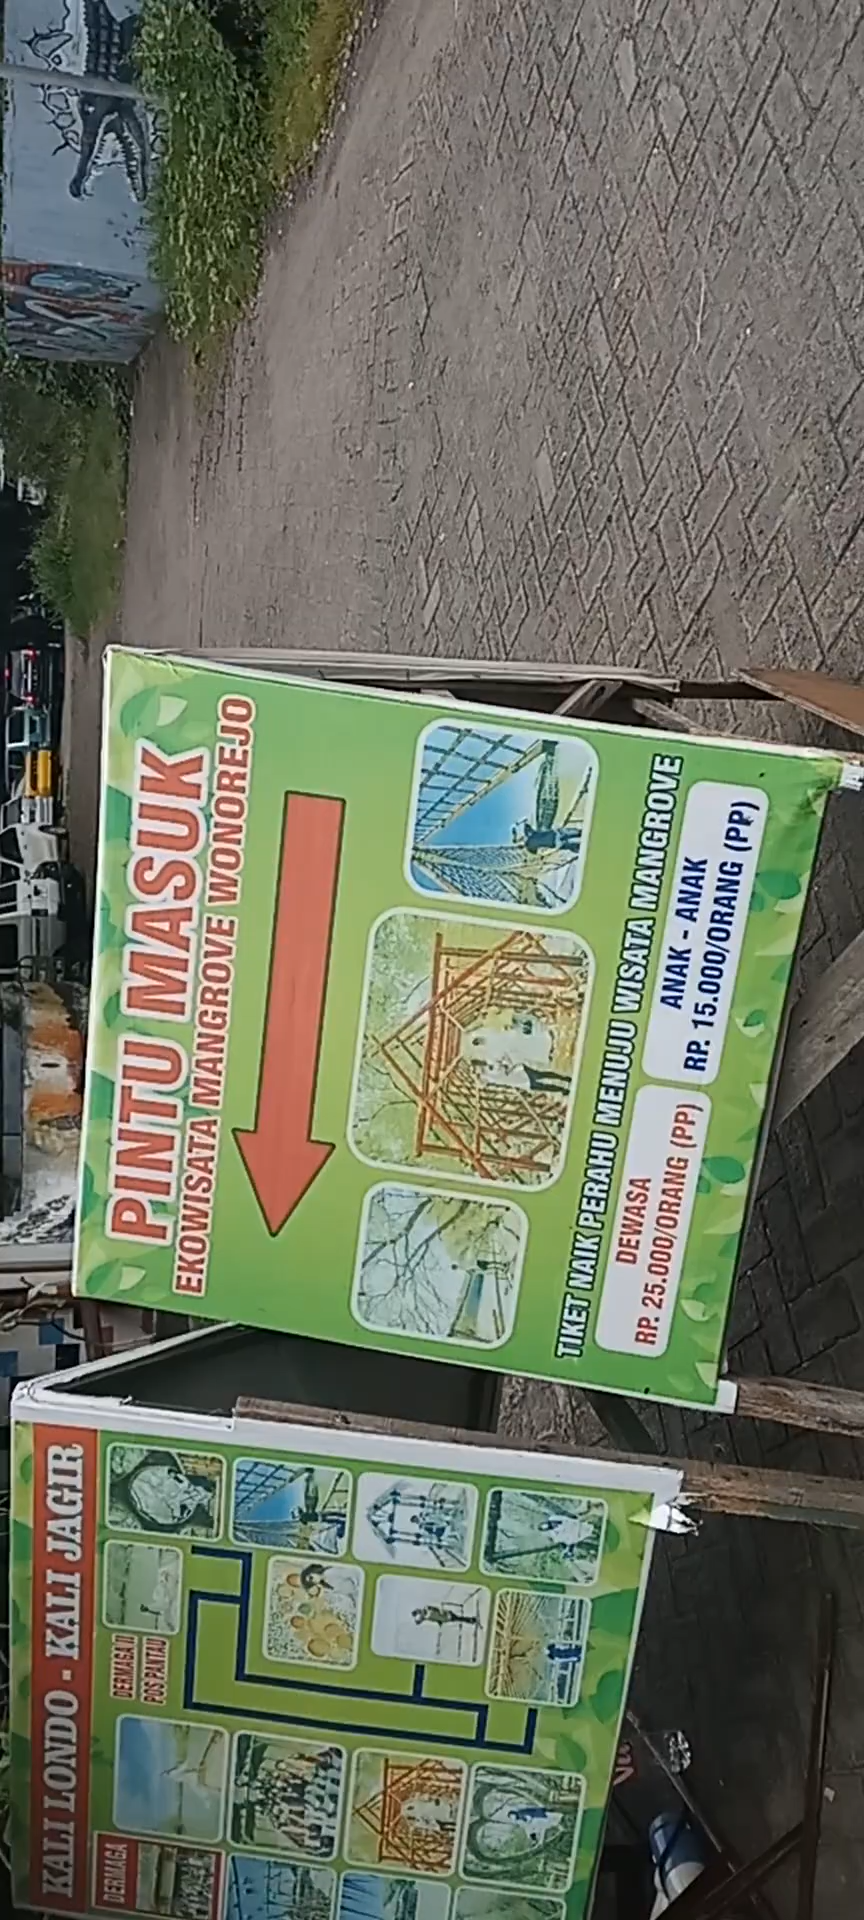 PINTU MASUK
EKOWISATA MANGROVE WONOREJO
TIKET NAIK PERAHU MENUJU WISATA MANGROVE
DEWASA
RP. 25.000/ORANG (PP)
ANAK - ANAK
RP. 15.000/ORANG (PP)
KALI LONDO - KALI JAGIR
DERMAGA
DERMAGA II
POS PANTAU